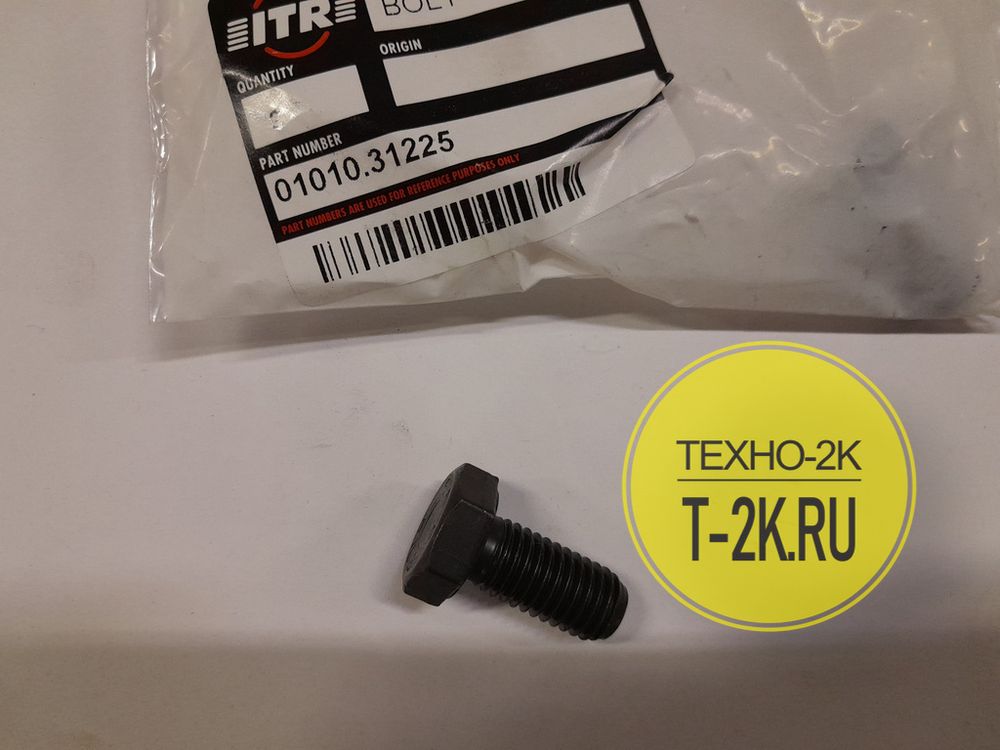 ITR
BOLT
QUANTITY
ORIGIN
PART NUMBER
01010.31225
PART NUMBERS ARE USED FOR REFERENCE PURPOSES ONLY
ТЕХНО-2К
T-2K.RU